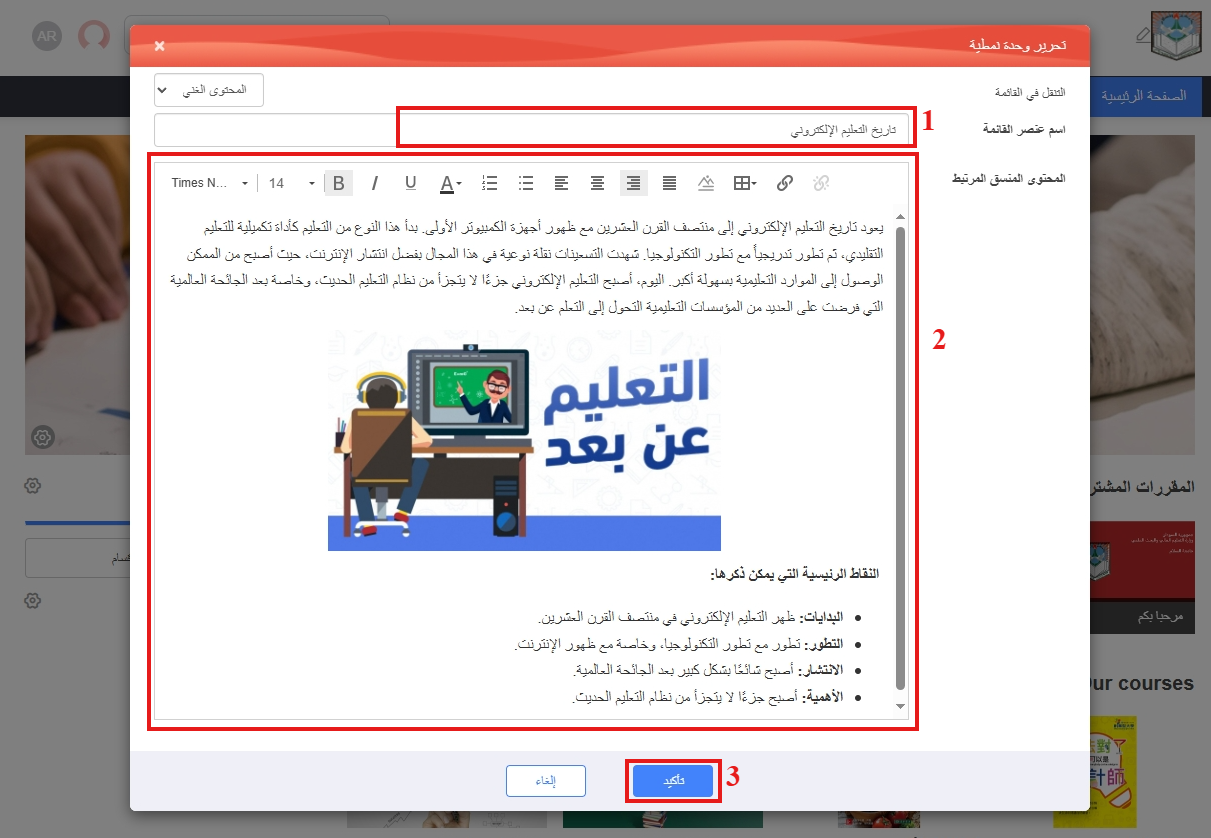 AR
تحرير وحدة نمطية
الصفحة الرئيسية
التنقل في القائمة
المحتوى الغني
اسم عنصر القائمة
تاريخ التعليم الإلكتروني
1
المحتوى المنسق المرتبط
Times N...
14
B I U A
يعود تاريخ التعليم الإلكتروني إلى منتصف القرن العشرين مع ظهور أجهزة الكمبيوتر الأولى. بدأ هذا النوع من التعليم كأداة تكميلية للتعليم
التقليدي، ثم تطور تدريجياً مع تطور التكنولوجيا. شهدت التسعينات نقلة نوعية في هذا المجال بفضل انتشار الإنترنت، حيث أصبح من الممكن
الوصول إلى الموارد التعليمية بسهولة أكبر. اليوم، أصبح التعليم الإلكتروني جزءًا لا يتجزأ من نظام التعليم الحديث، وخاصة بعد الجائحة العالمية
التي فرضت على العديد من المؤسسات التعليمية التحول إلى التعلم عن بعد.
2
التعليم
عن بعد
النقاط الرئيسية التي يمكن ذكرها:
البدايات: ظهر التعليم الإلكتروني في منتصف القرن العشرين.
التطور: تطور مع تطور التكنولوجيا، وخاصة مع ظهور الإنترنت.
الانتشار: أصبح شائعًا بشكل كبير بعد الجائحة العالمية.
الأهمية: أصبح جزءًا لا يتجزأ من نظام التعليم الحديث.
تأكيد
3
إلغاء
المقررات المشتر
مرحبا بكم
ur courses